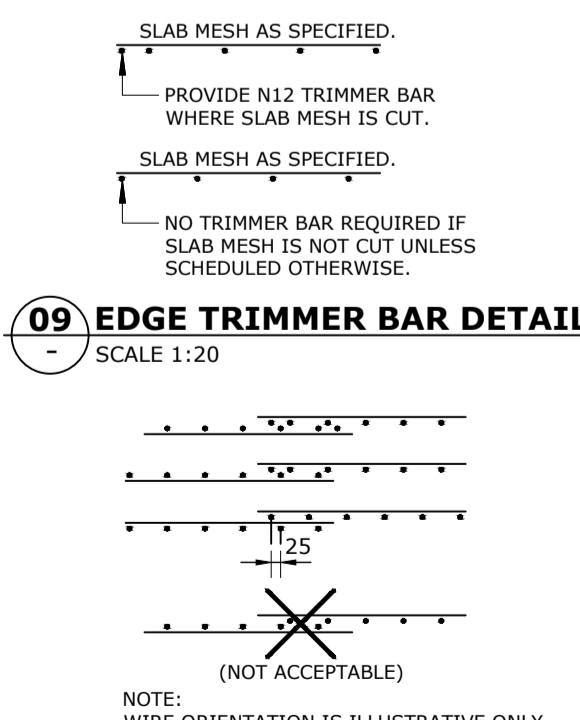 SLAB MESH AS SPECIFIED.
PROVIDE N12 TRIMMER BAR
WHERE SLAB MESH IS CUT.
SLAB MESH AS SPECIFIED.
NO TRIMMER BAR REQUIRED IF
SLAB MESH IS NOT CUT UNLESS
SCHEDULED OTHERWISE.
09 EDGE TRIMMER BAR DETAIL
- SCALE 1:20
25
(NOT ACCEPTABLE)
NOTE:
WIRE ORIENTATION IS ILLUSTRATIVE ONLY